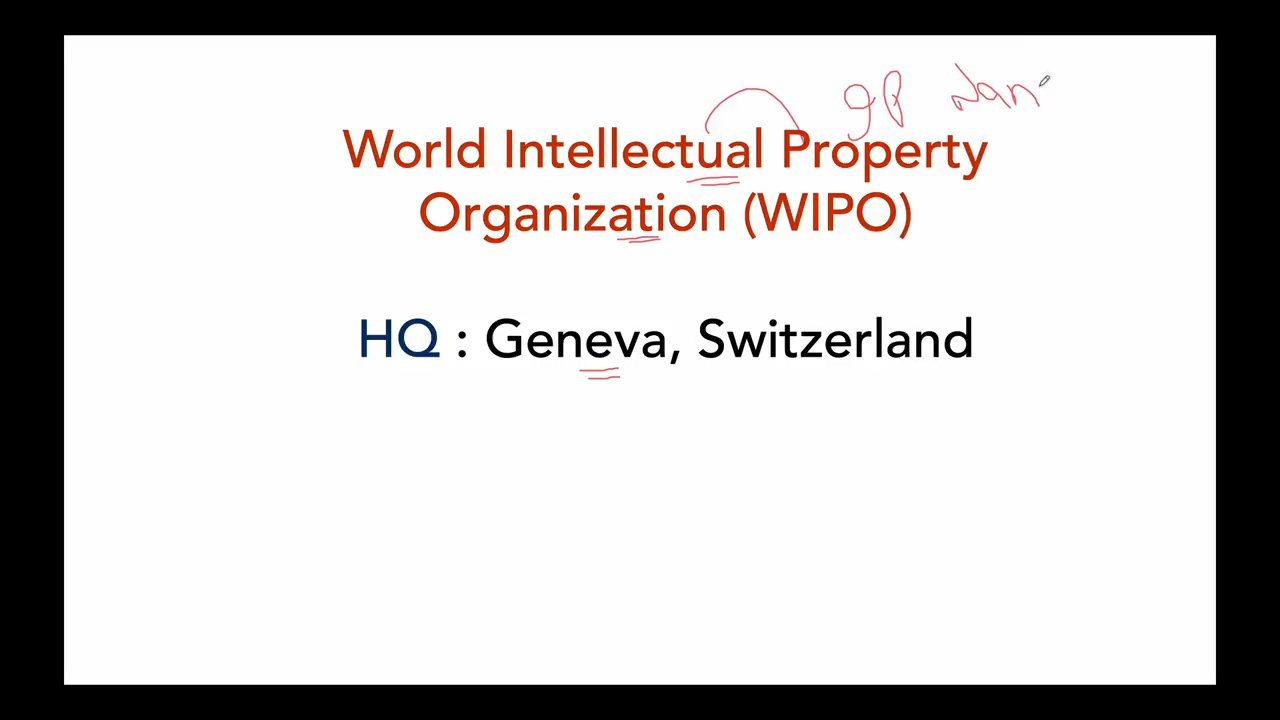 World Intellectual Property
Organization (WIPO)
HQ : Geneva, Switzerland